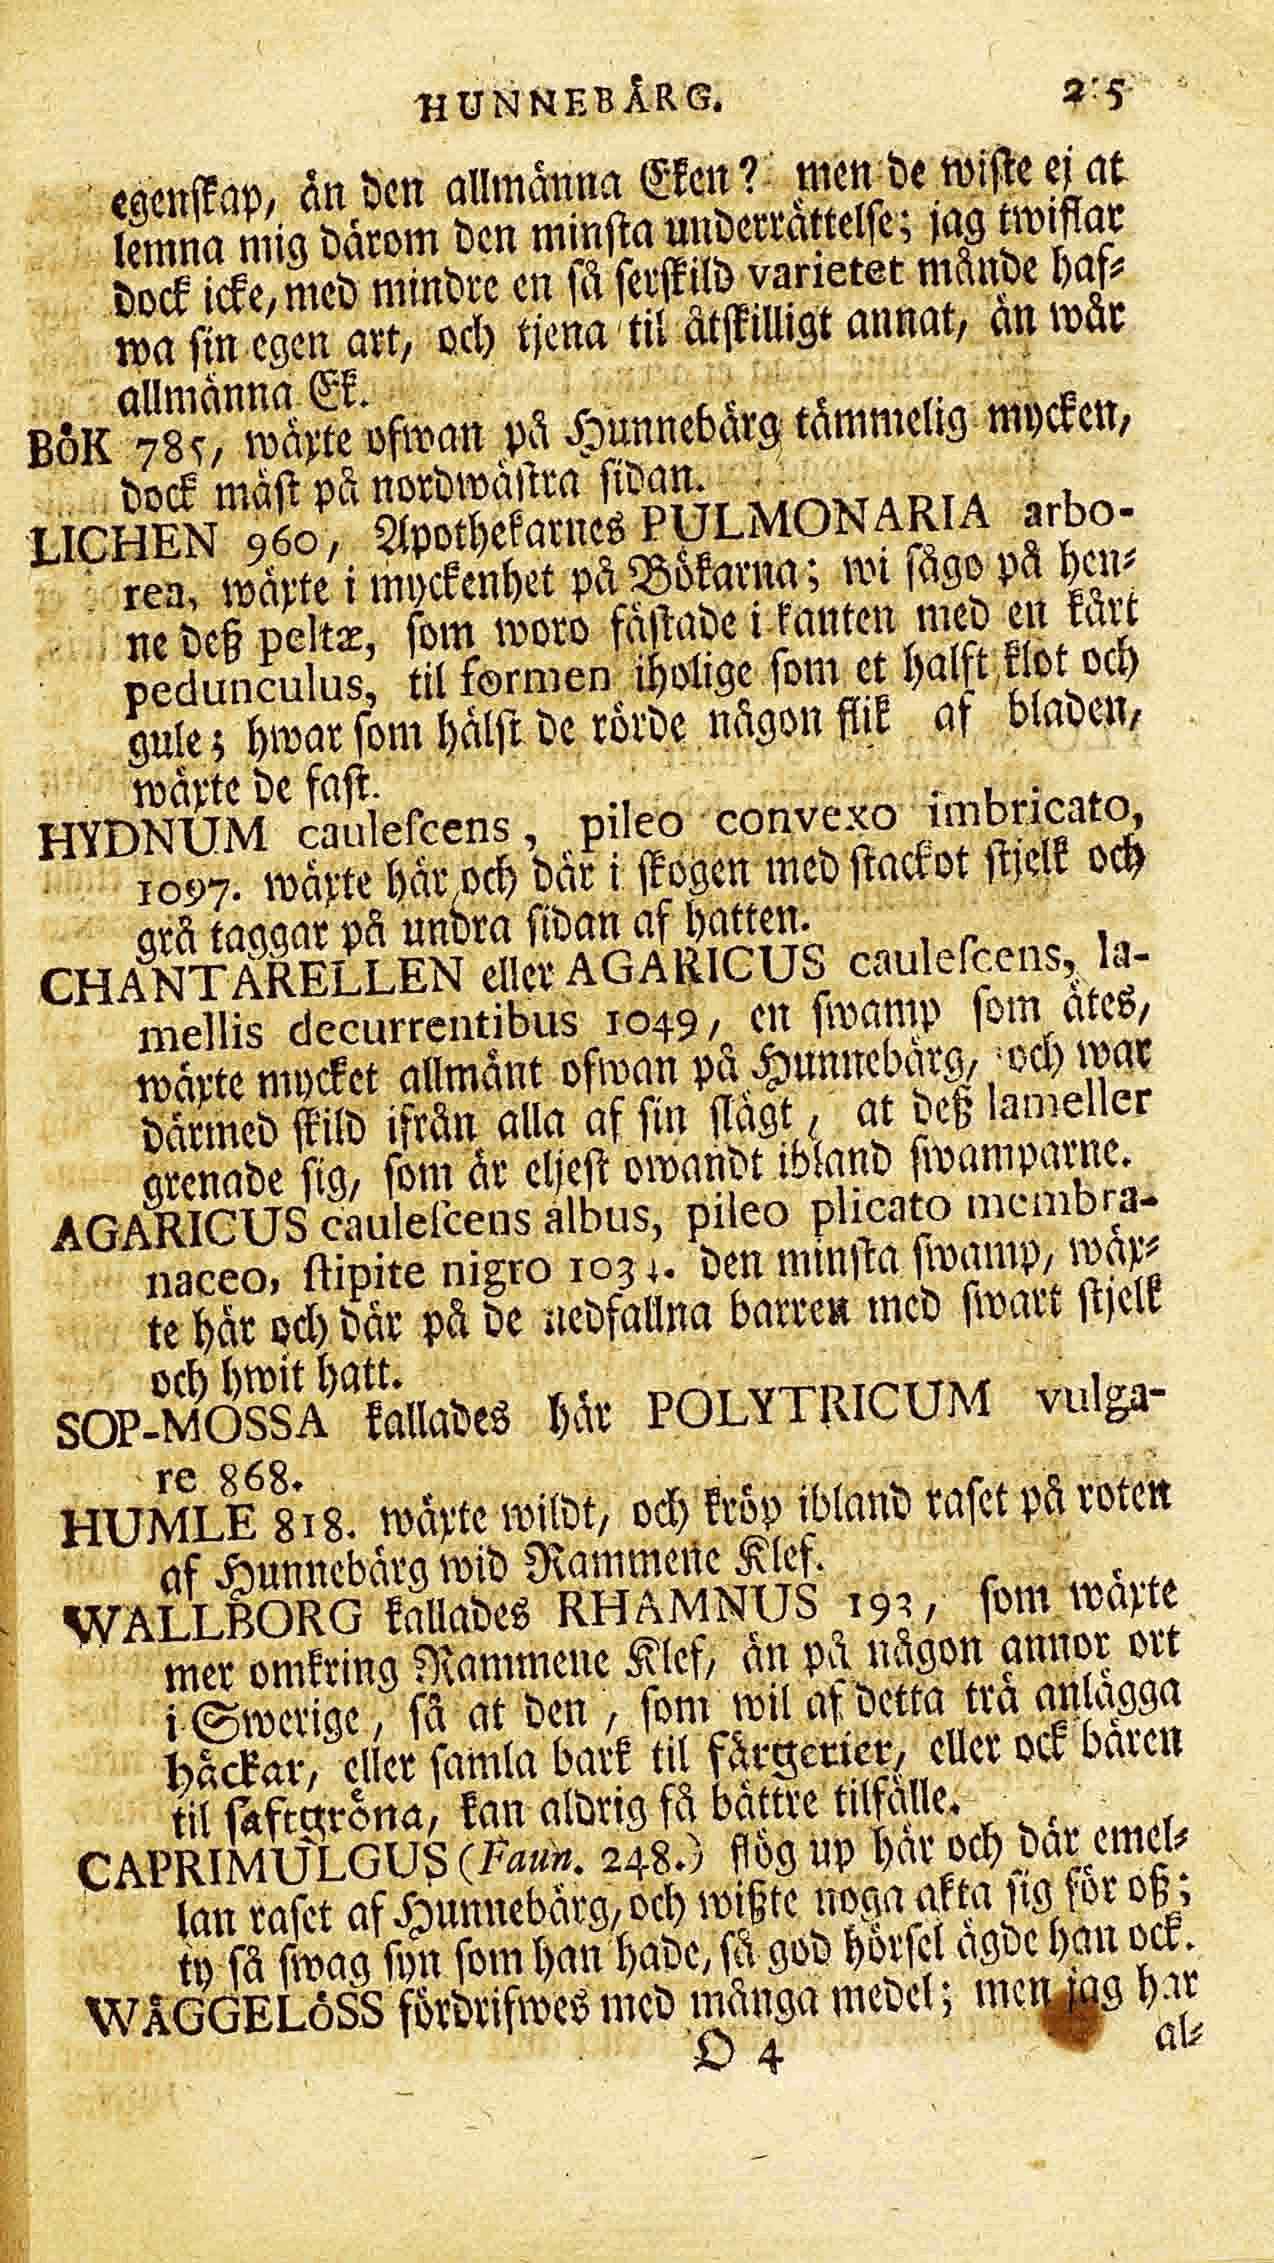 HUNNEBÅRG. 2:5
egenſkap, än den allmänna Eken? men de wiſte ej at
lemna mig därom den minſta underrättelſe; jag twiflar
dock icke, med mindre en ſå ſerſkild varietet månde haf-
wa ſin egen art, och tjena til åtſkilligt annat, än wår
allmänna Ek.
BÖK 785, wäxte ofwan på Hunnebärg tämmelig mycken,
dock mäſt på nordwäſtra ſidan.
LICHEN 960, Apothekarnes PULMONARIA arbo-
rea, wäxte i myckenhet på Bökarna; wi ſågo på hen-
ne deß peltæ, ſom woro fäſtade i kanten med en kårt
pedunculus, til formen iholige ſom et halft klot och
gule; hwar ſom hälſt de rörde någon flik af bladen,
wäxte de faſt.
HYDNUM cauleſcens, pileo convexo imbricato,
1097. wäxte här och där i ſkogen med ſtackot ſtjelk och
grå taggar på undra ſidan af hatten.
CHANTARELLEN eller AGARICUS cauleſcens, la-
mellis decurrentibus 1049, en ſwamp ſom ätes,
wäxte mycket allmänt ofwan på Hunnebärg, och war
därmed ſkild ifrån alla af ſin ſlägt, at deß lameller
grenade ſig, ſom är eljeſt owandt ibland ſwamparne.
AGARICUS cauleſcens albus, pileo plicato membra-
naceo, ſtipite nigro 103. den minſta ſwamp, wäx-
te här och där på de nedfallna barren med ſwart ſtjelk
och hwit hatt.
SOP-MOSSA kallades här POLYTRICUM vulga-
re 868.
HUMLE 818. wäxte wildt, och kröp ibland raſet på roten
af Hunnebärg wid Rammene Klef.
WALLBORG kallades RHAMNUS 193, ſom wäxte
mer omkring Rammene Klef, än på någon annor ort
i Swerige, ſå at den, ſom wil af detta trä anlägga
häckar, eller ſamla bark til färgerier, eller ock bären
til ſaftgröna, kan aldrig få bättre tilfälle.
CAPRIMULGUS (Faun. 248.) flög up här och där emel-
lan raſet af Hunnebärg, och wißte noga akta ſig för oß;
ty ſå ſwag ſyn ſom han hade, ſå god hörſel ägde han ock.
WÄGGELÖSS fördrifwes med många medel; men jag har
D 4 al-